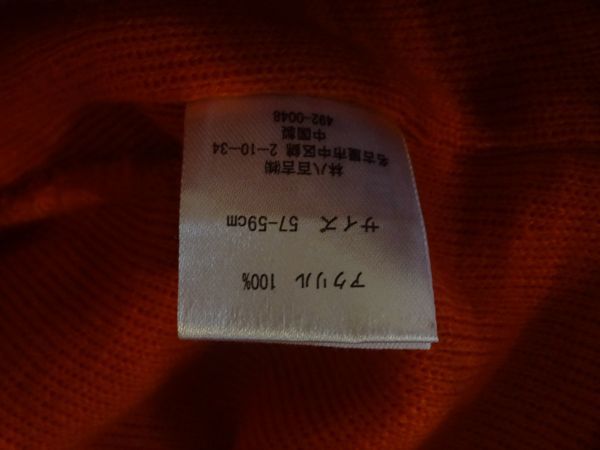 アクリル 100%
サイズ 57-59cm
林八百吉㈱
名古屋市中区錦 2-10-34
中国製
492-0048